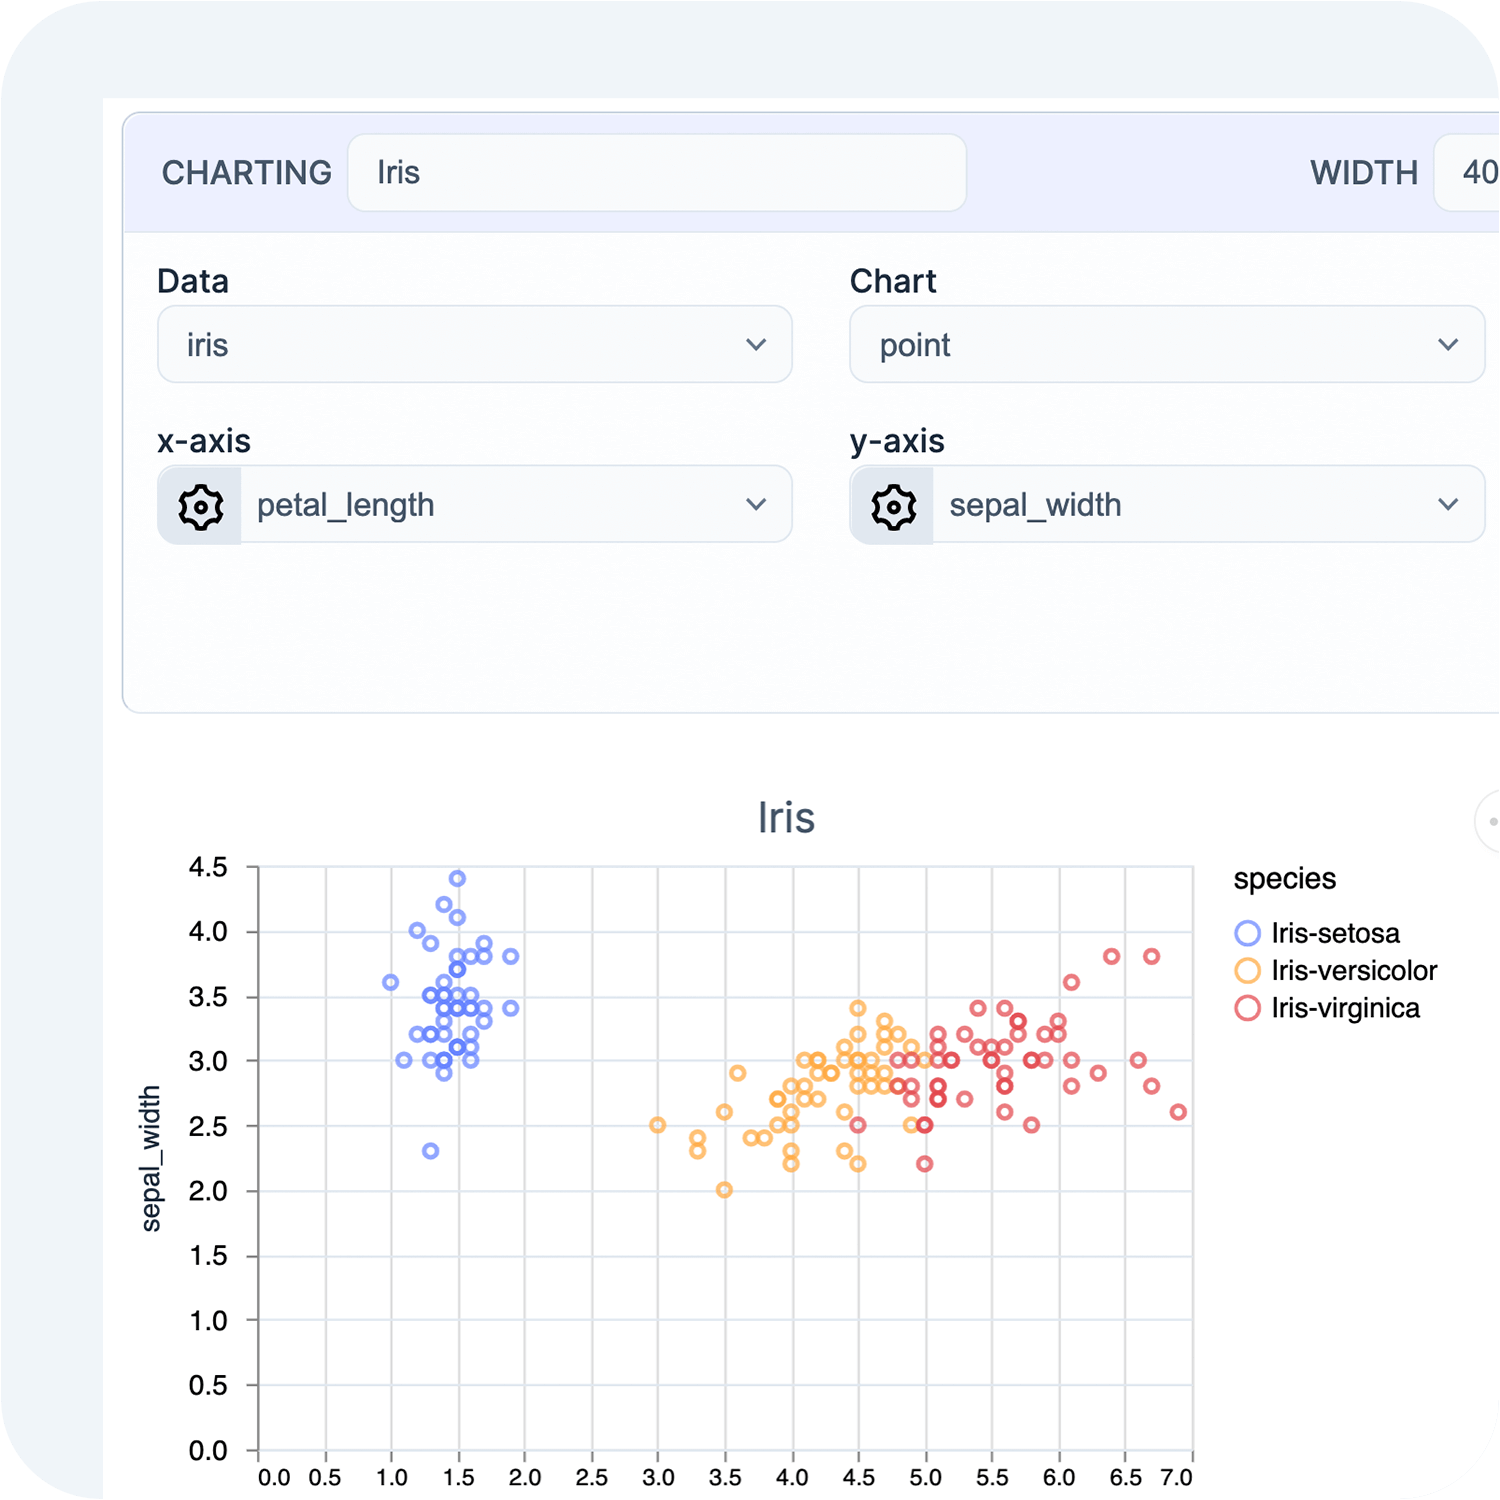 CHARTING Iris WIDTH 40
Data Chart
iris point
x-axis y-axis
petal_length sepal_width
Iris
species
Iris-setosa
Iris-versicolor
Iris-virginica
sepal_width
4.5
4.0
3.5
3.0
2.5
2.0
1.5
1.0
0.5
0.0
0.0 0.5 1.0 1.5 2.0 2.5 3.0 3.5 4.0 4.5 5.0 5.5 6.0 6.5 7.0